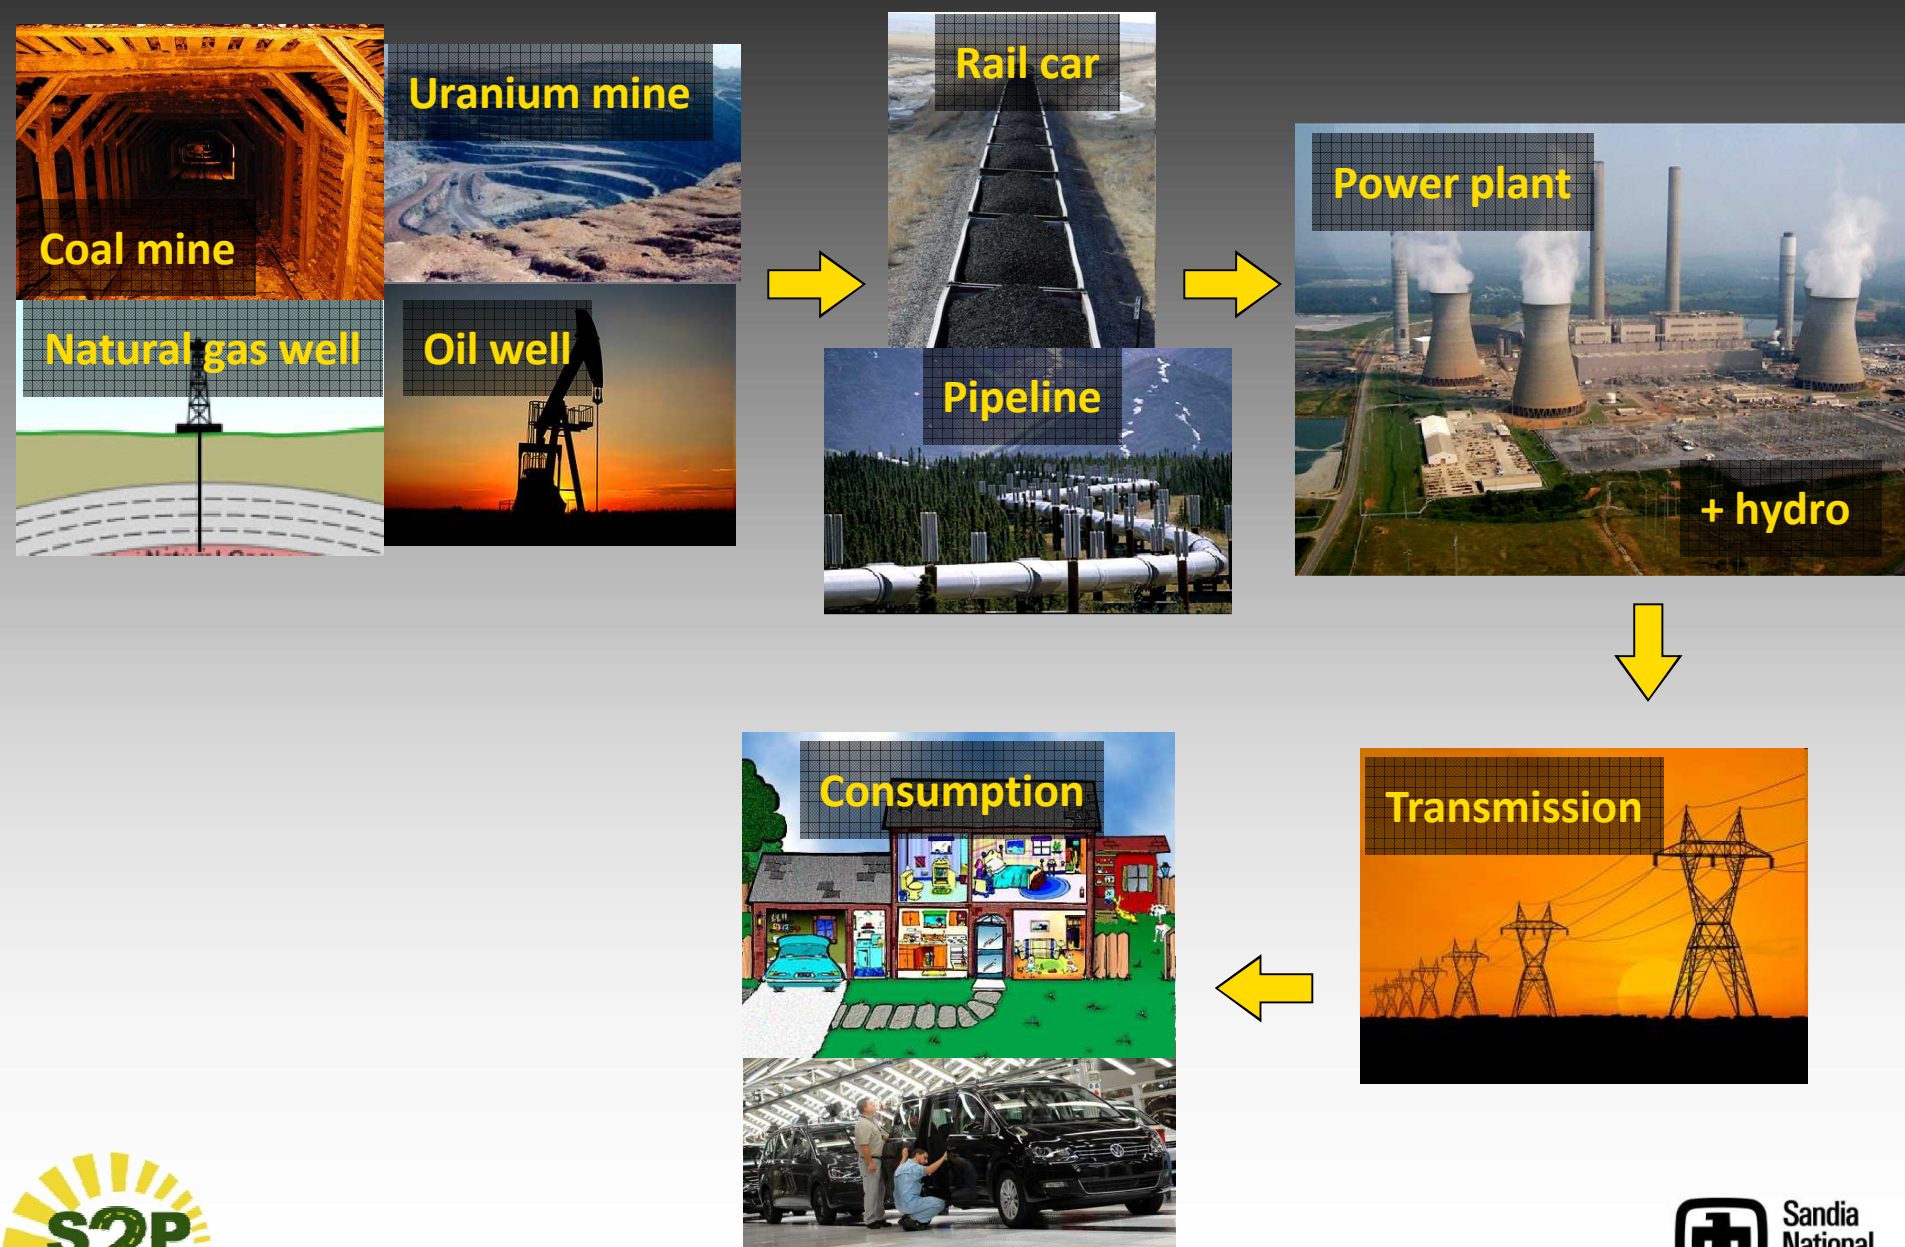 Coal mine
Uranium mine
Natural gas well
Oil well
Rail car
Pipeline
Power plant
+ hydro
Transmission
Consumption
S2P
Sandia
National